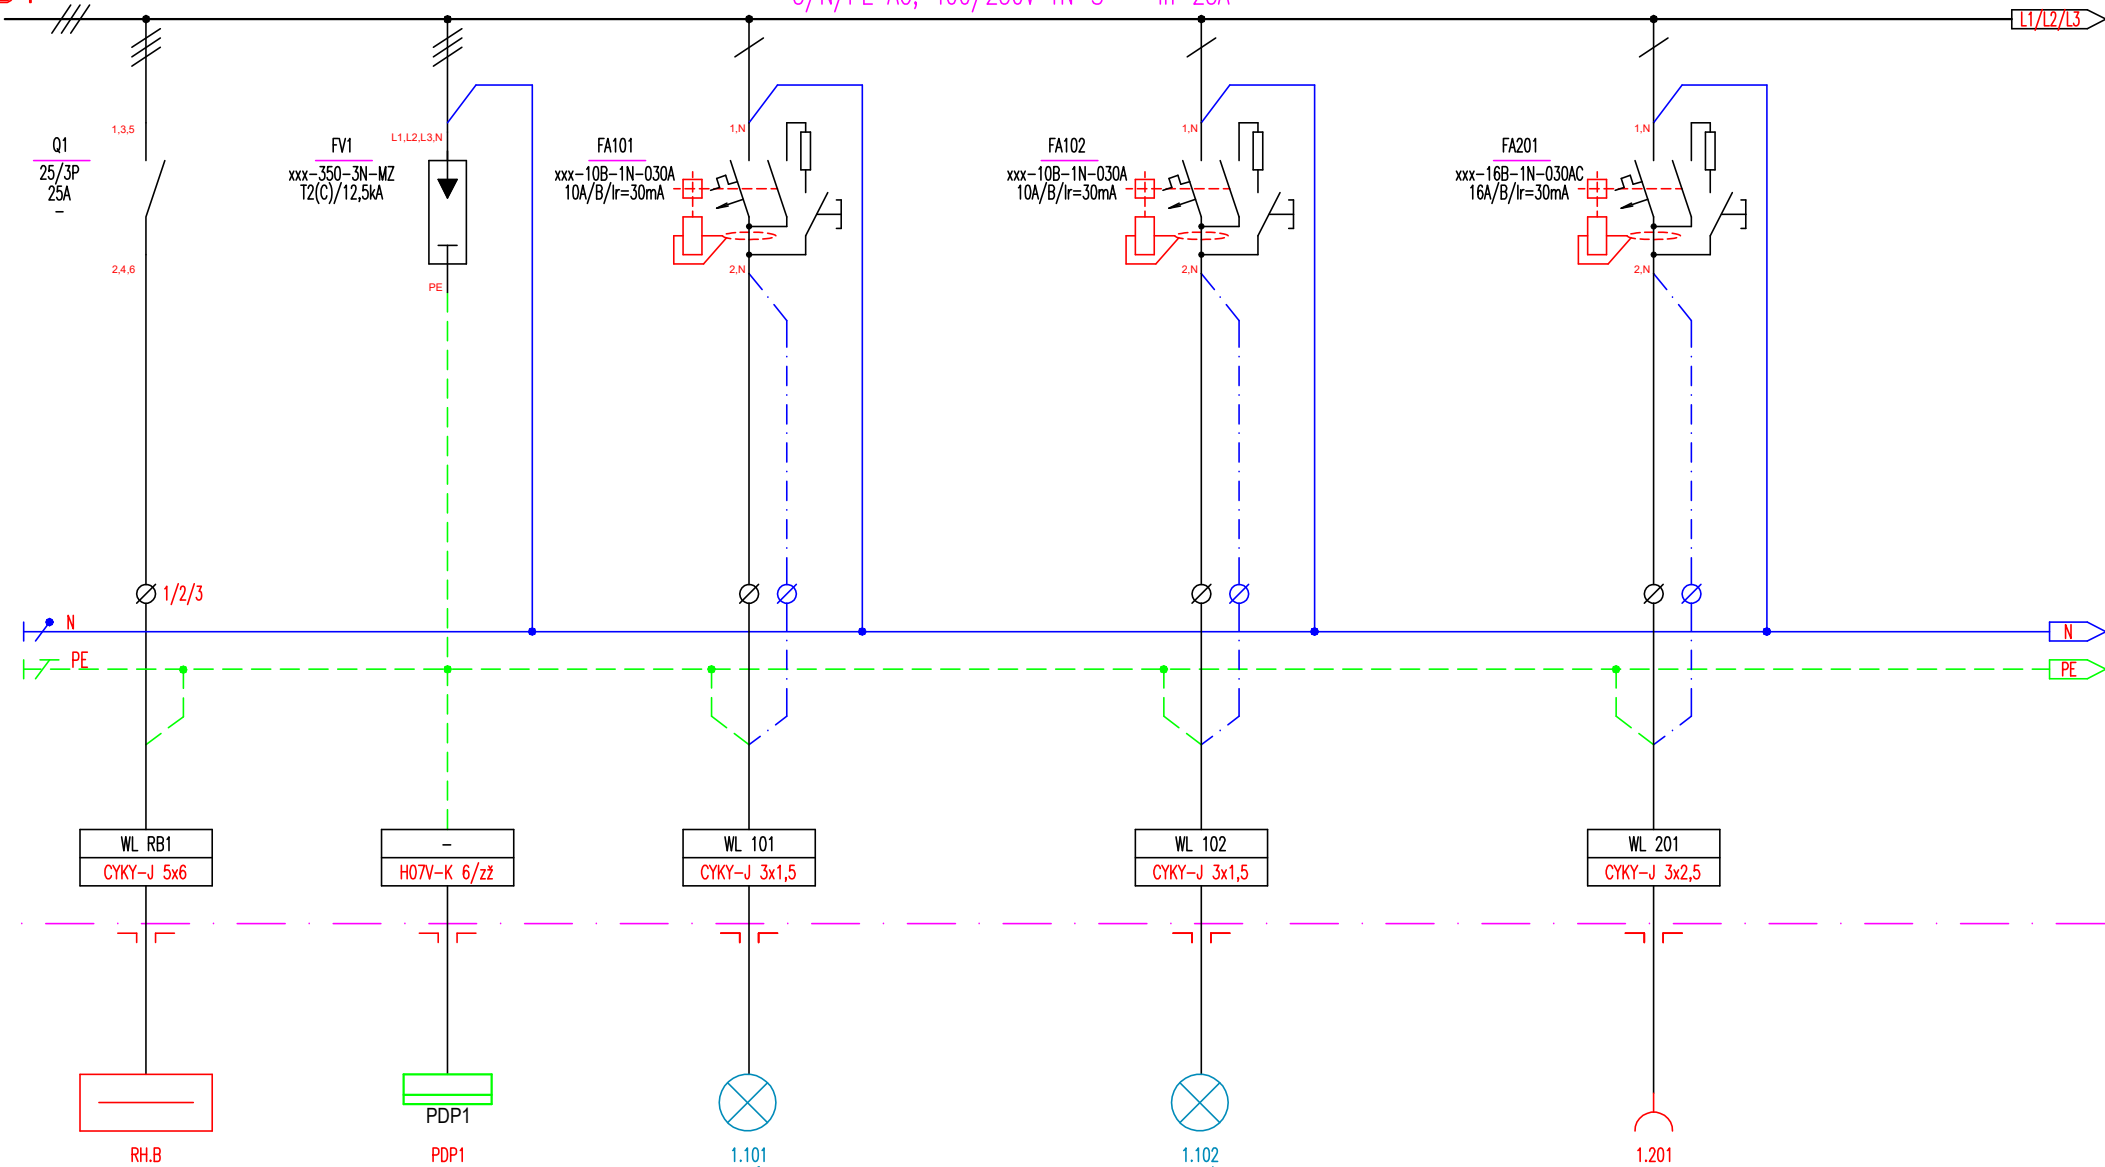 L1/L2/L3
Q1
25/3P
25A
-
1,3,5
2,4,6
FV1
xxx-350-3N-MZ
T2(C)/12,5kA
L1,L2,L3,N
PE
FA101
xxx-10B-1N-030A
10A/B/Ir=30mA
1,N
2,N
FA102
xxx-10B-1N-030A
10A/B/Ir=30mA
1,N
2,N
FA201
xxx-16B-1N-030AC
16A/B/Ir=30mA
1,N
2,N
1/2/3
N
N
PE
PE
WL RB1
CYKY-J 5x6
-
H07V-K 6/zž
WL 101
CYKY-J 3x1,5
WL 102
CYKY-J 3x1,5
WL 201
CYKY-J 3x2,5
PDP1
RH.B
PDP1
1.101
1.102
1.201